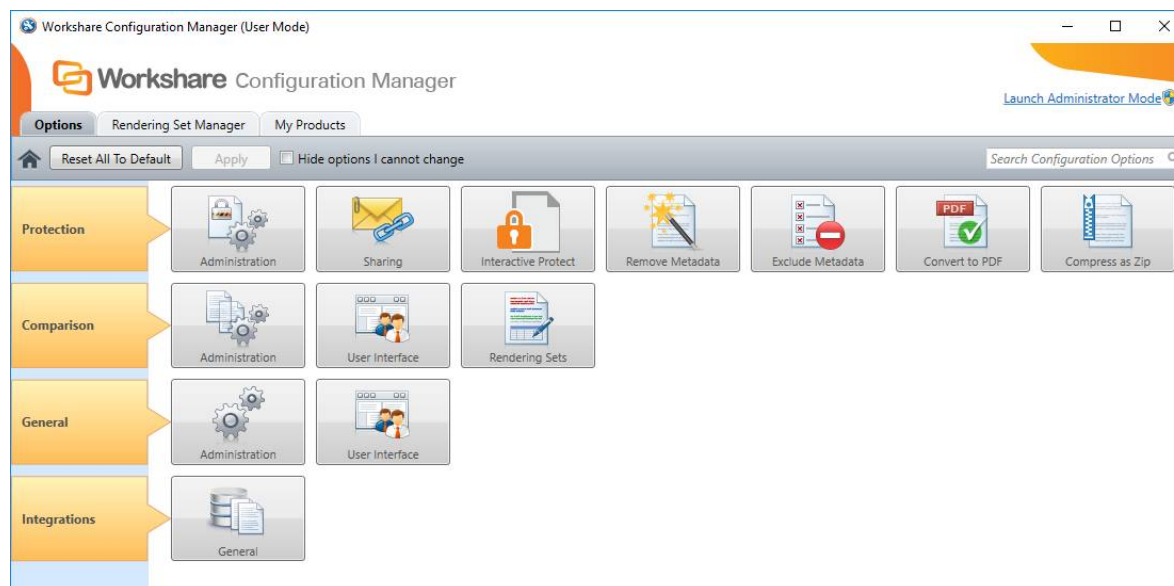 Workshare Configuration Manager (User Mode)
Workshare Configuration Manager
Launch Administrator Mode
Options Rendering Set Manager My Products
Reset All To Default Apply Hide options I cannot change Search Configuration Options
Protection
Administration Sharing Interactive Protect Remove Metadata Exclude Metadata PDF Convert to PDF Compress as Zip
Comparison
Administration User Interface Rendering Sets
General
Administration User Interface
Integrations
General